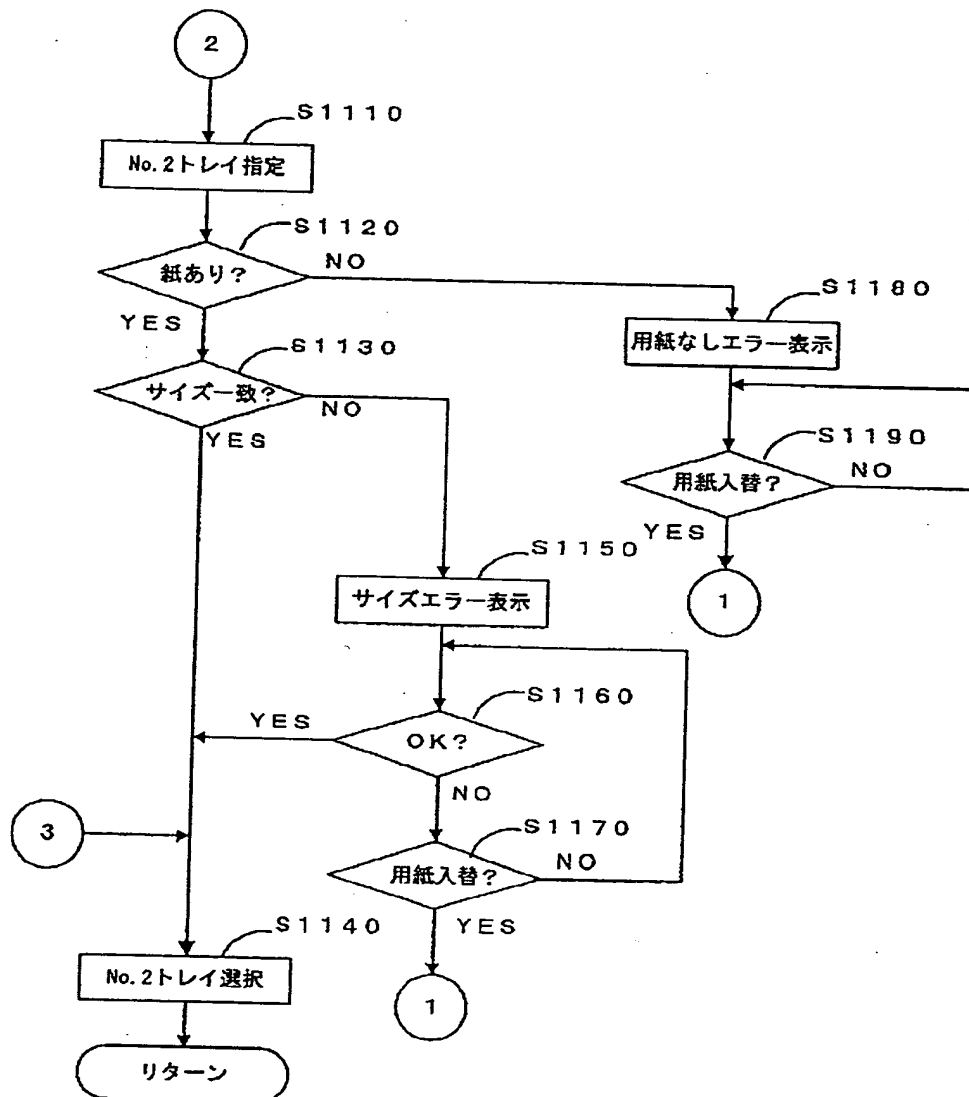 2
S1110
No.2トレイ指定
S1120
紙あり?
NO
YES
S1180
用紙なしエラー表示
S1130
サイズ一致?
NO
YES
S1190
用紙入替?
NO
YES
1
S1150
サイズエラー表示
S1160
YES
OK?
NO
3
S1170
用紙入替?
NO
YES
S1140
No.2トレイ選択
1
リターン